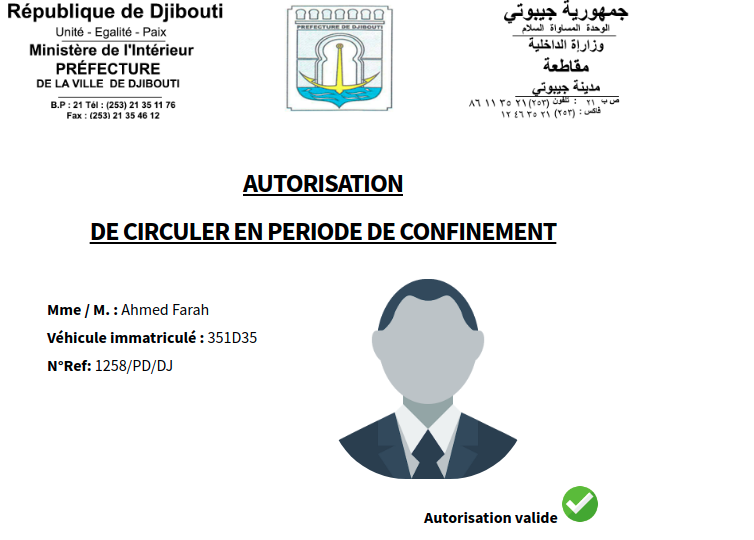 République de Djibouti
Unité - Egalité - Paix
Ministère de l'Intérieur
PRÉFECTURE
DE LA VILLE DE DJIBOUTI
B.P : 21 Tél : (253) 21 35 11 76
Fax : (253) 21 35 46 12
PREFECTURE DE DJIBOUTI
جمهورية جيبوتي
الوحدة المساواة السلام
وزارة الداخلية
مقاطعة
مدينة جيبوتي
ص ب ٢١ : تلفون (٢٥٣) ٢١ ٣٥ ١١ ٨٦
فاكس : (٢٥٣) ٢١ ٣٥ ٤٦ ١٢
AUTORISATION
DE CIRCULER EN PERIODE DE CONFINEMENT
Mme / M. : Ahmed Farah
Véhicule immatriculé : 351D35
N°Ref: 1258/PD/DJ
Autorisation valide